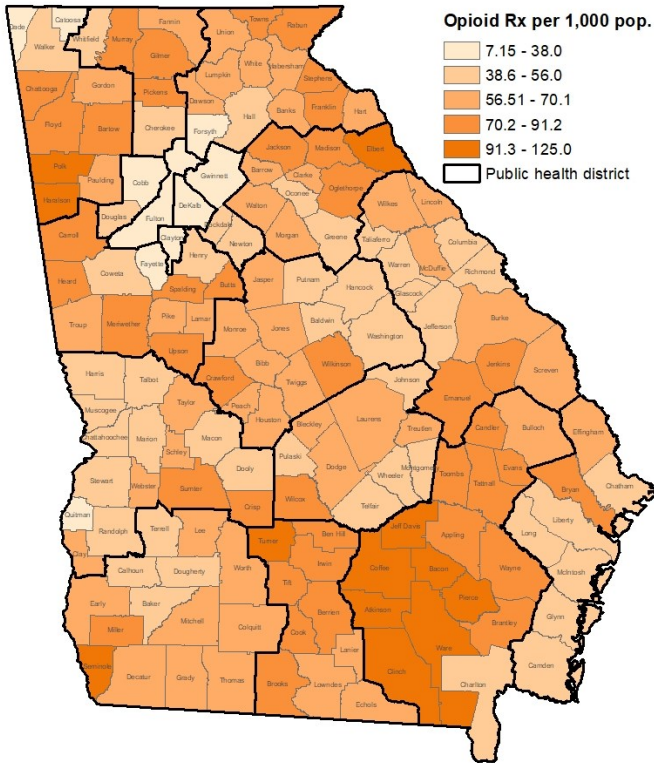 Opioid Rx per 1,000 pop.
7.15 - 38.0
38.6 - 56.0
56.51 - 70.1
70.2 - 91.2
91.3 - 125.0
Public health district
Dade
Catoosa
Walker
Whitfield
Murray
Fannin
Gilmer
Union
Towns
Rabun
White
Habersham
Lumpkin
Stephens
Chattooga
Gordon
Pickens
Dawson
Hall
Banks
Franklin
Hart
Floyd
Bartow
Cherokee
Forsyth
Jackson
Madison
Elbert
Polk
Paulding
Cobb
Gwinnett
Barrow
Clarke
Oglethorpe
Oconee
Haralson
Douglas
Fulton
DeKalb
Walton
Wilkes
Lincoln
Carroll
Clayton
Rockdale
Newton
Morgan
Greene
Taliaferro
Columbia
McDuffie
Fayette
Henry
Coweta
Warren
Richmond
Heard
Spalding
Butts
Jasper
Putnam
Hancock
Glascock
Troup
Meriwether
Pike
Lamar
Monroe
Jones
Baldwin
Jefferson
Burke
Washington
Upson
Bibb
Wilkinson
Jenkins
Screven
Harris
Talbot
Crawford
Twiggs
Johnson
Emanuel
Taylor
Peach
Houston
Muscogee
Laurens
Bleckley
Treutlen
Candler
Bulloch
Effingham
Chattahoochee
Marion
Macon
Schley
Dooly
Pulaski
Dodge
Wheeler
Montgomery
Toombs
Tattnall
Evans
Bryan
Chatham
Stewart
Webster
Sumter
Crisp
Wilcox
Telfair
Quitman
Randolph
Terrell
Lee
Turner
Ben Hill
Jeff Davis
Appling
Long
Liberty
Clay
Calhoun
Dougherty
Worth
Irwin
Coffee
Bacon
Wayne
McIntosh
Early
Baker
Tift
Pierce
Miller
Mitchell
Colquitt
Berrien
Cook
Atkinson
Brantley
Glynn
Lanier
Ware
Seminole
Decatur
Grady
Thomas
Brooks
Lowndes
Clinch
Charlton
Camden
Echols